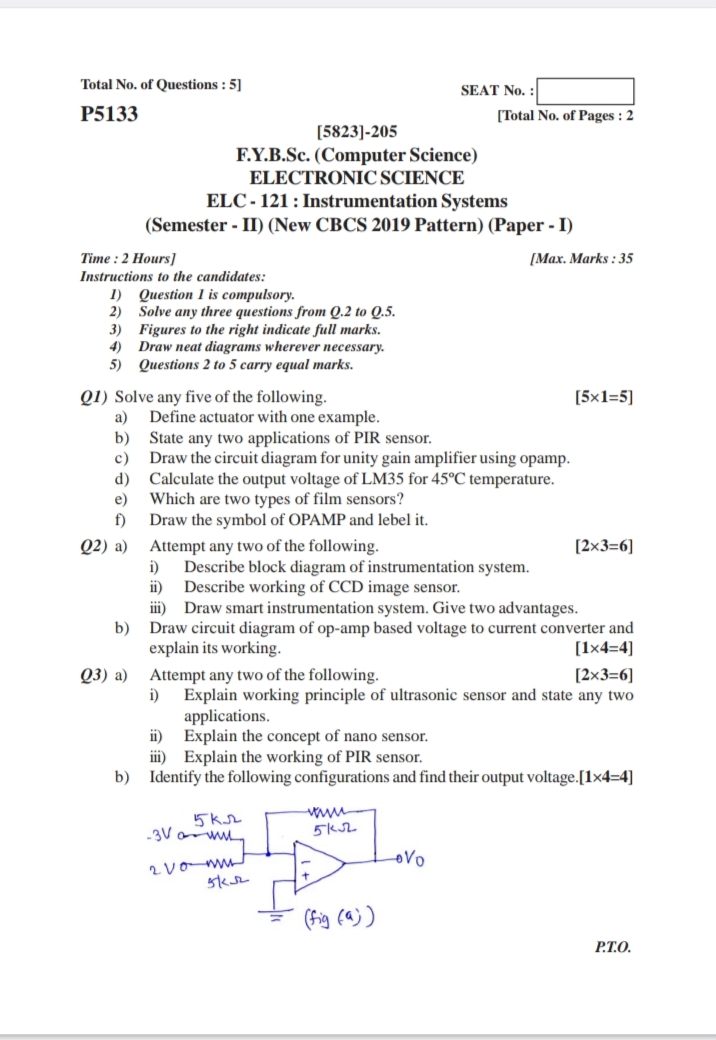 Total No. of Questions : 5]
SEAT No. :
P5133
[Total No. of Pages : 2
[5823]-205
F.Y.B.Sc. (Computer Science)
ELECTRONIC SCIENCE
ELC - 121 : Instrumentation Systems
(Semester - II) (New CBCS 2019 Pattern) (Paper - I)
Time : 2 Hours]
[Max. Marks : 35
Instructions to the candidates:
1) Question 1 is compulsory.
2) Solve any three questions from Q.2 to Q.5.
3) Figures to the right indicate full marks.
4) Draw neat diagrams wherever necessary.
5) Questions 2 to 5 carry equal marks.
Q1) Solve any five of the following. [5×1=5]
a) Define actuator with one example.
b) State any two applications of PIR sensor.
c) Draw the circuit diagram for unity gain amplifier using opamp.
d) Calculate the output voltage of LM35 for 45ºC temperature.
e) Which are two types of film sensors?
f) Draw the symbol of OPAMP and lebel it.
Q2) a) Attempt any two of the following. [2×3=6]
i) Describe block diagram of instrumentation system.
ii) Describe working of CCD image sensor.
iii) Draw smart instrumentation system. Give two advantages.
b) Draw circuit diagram of op-amp based voltage to current converter and
explain its working. [1×4=4]
Q3) a) Attempt any two of the following. [2×3=6]
i) Explain working principle of ultrasonic sensor and state any two
applications.
ii) Explain the concept of nano sensor.
iii) Explain the working of PIR sensor.
b) Identify the following configurations and find their output voltage.[1×4=4]
5kΩ
5kΩ
-3V
2V
5kΩ
-
+
Vo
(fig (a))
P.T.O.